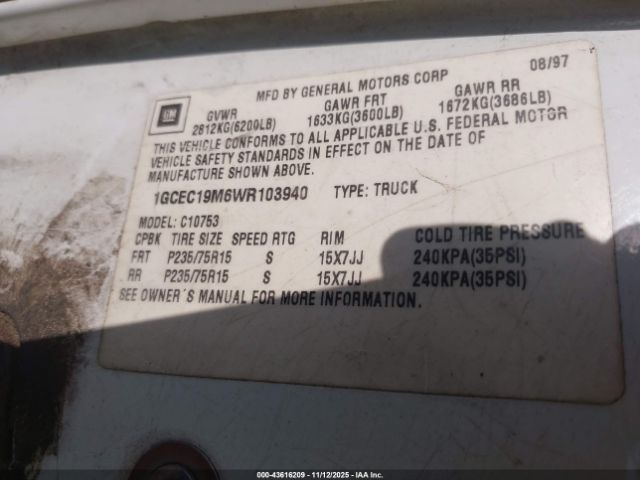 MFD BY GENERAL MOTORS CORP 08/97
GM GVWR GAWR FRT GAWR RR
2812KG(6200LB) 1633KG(3600LB) 1672KG(3686LB)
THIS VEHICLE CONFORMS TO ALL APPLICABLE U.S. FEDERAL MOTOR
VEHICLE SAFETY STANDARDS IN EFFECT ON THE DATE OF
MANUFACTURE SHOWN ABOVE.
1GCEC19M6WR103940 TYPE: TRUCK
MODEL: C10753
CPBK TIRE SIZE SPEED RTG RIM COLD TIRE PRESSURE
FRT P235/75R15 S 15X7JJ 240KPA(35PSI)
RR P235/75R15 S 15X7JJ 240KPA(35PSI)
SEE OWNER'S MANUAL FOR MORE INFORMATION.
000-43616209 - 11/12/2025 - IAA Inc.